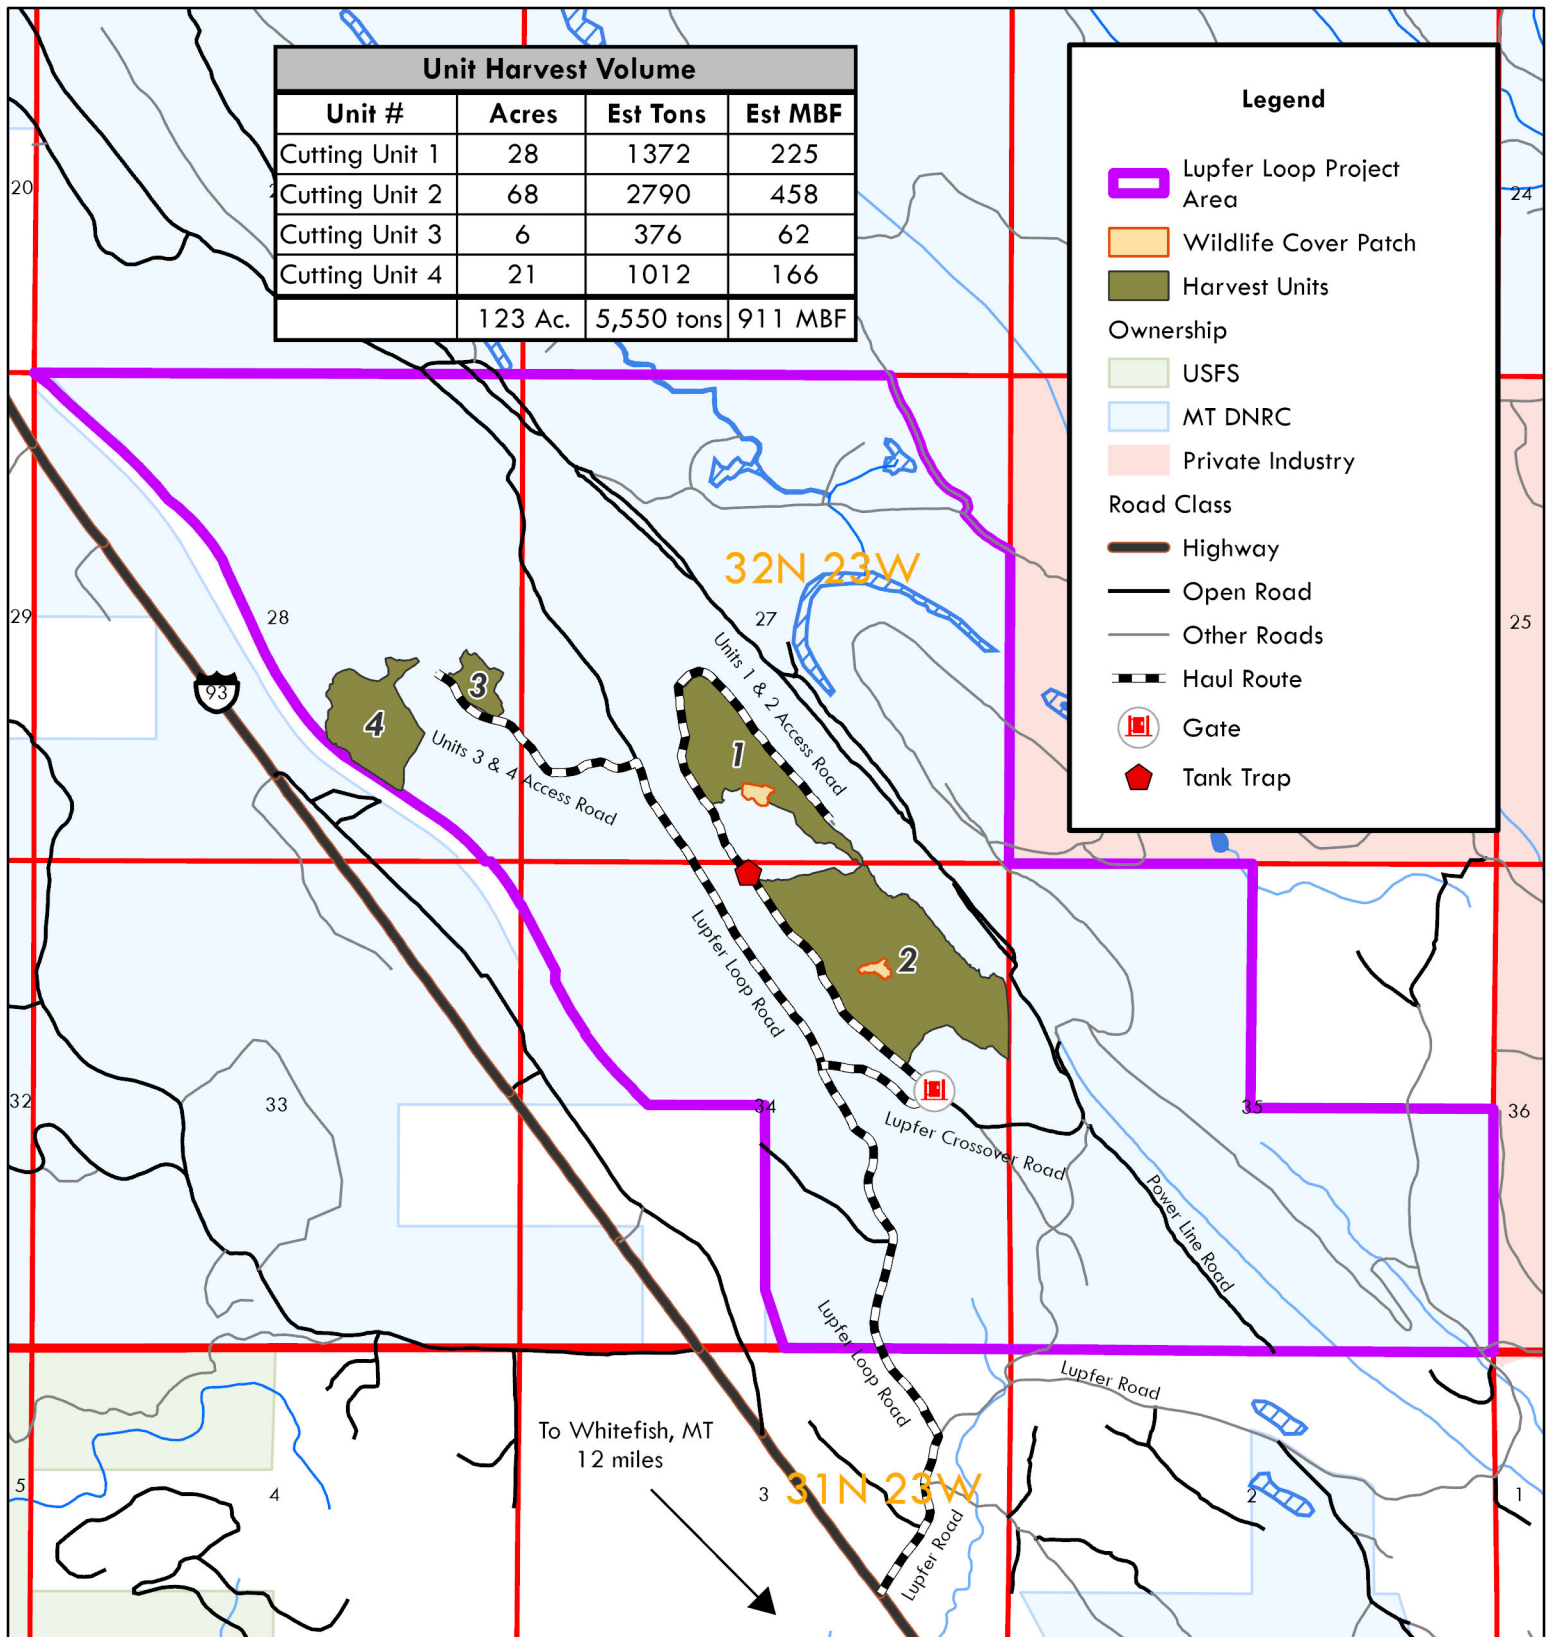 Unit Harvest Volume
Unit # Acres Est Tons Est MBF
Cutting Unit 1 28 1372 225
Cutting Unit 2 68 2790 458
Cutting Unit 3 6 376 62
Cutting Unit 4 21 1012 166
123 Ac. 5,550 tons 911 MBF
Legend
Lupfer Loop Project
Area
Wildlife Cover Patch
Harvest Units
Ownership
USFS
MT DNRC
Private Industry
Road Class
Highway
Open Road
Other Roads
Haul Route
Gate
Tank Trap
20
24
32N 23W
29
28
27
25
93
4
3
1
2
Units 1 & 2 Access Road
Units 3 & 4 Access Road
Lupfer Loop Road
32
33
34
35
36
Lupfer Crossover Road
Power Line Road
Lupfer Loop Road
Lupfer Road
To Whitefish, MT
12 miles
5
4
3
31N 23W
2
1
Lupfer Road